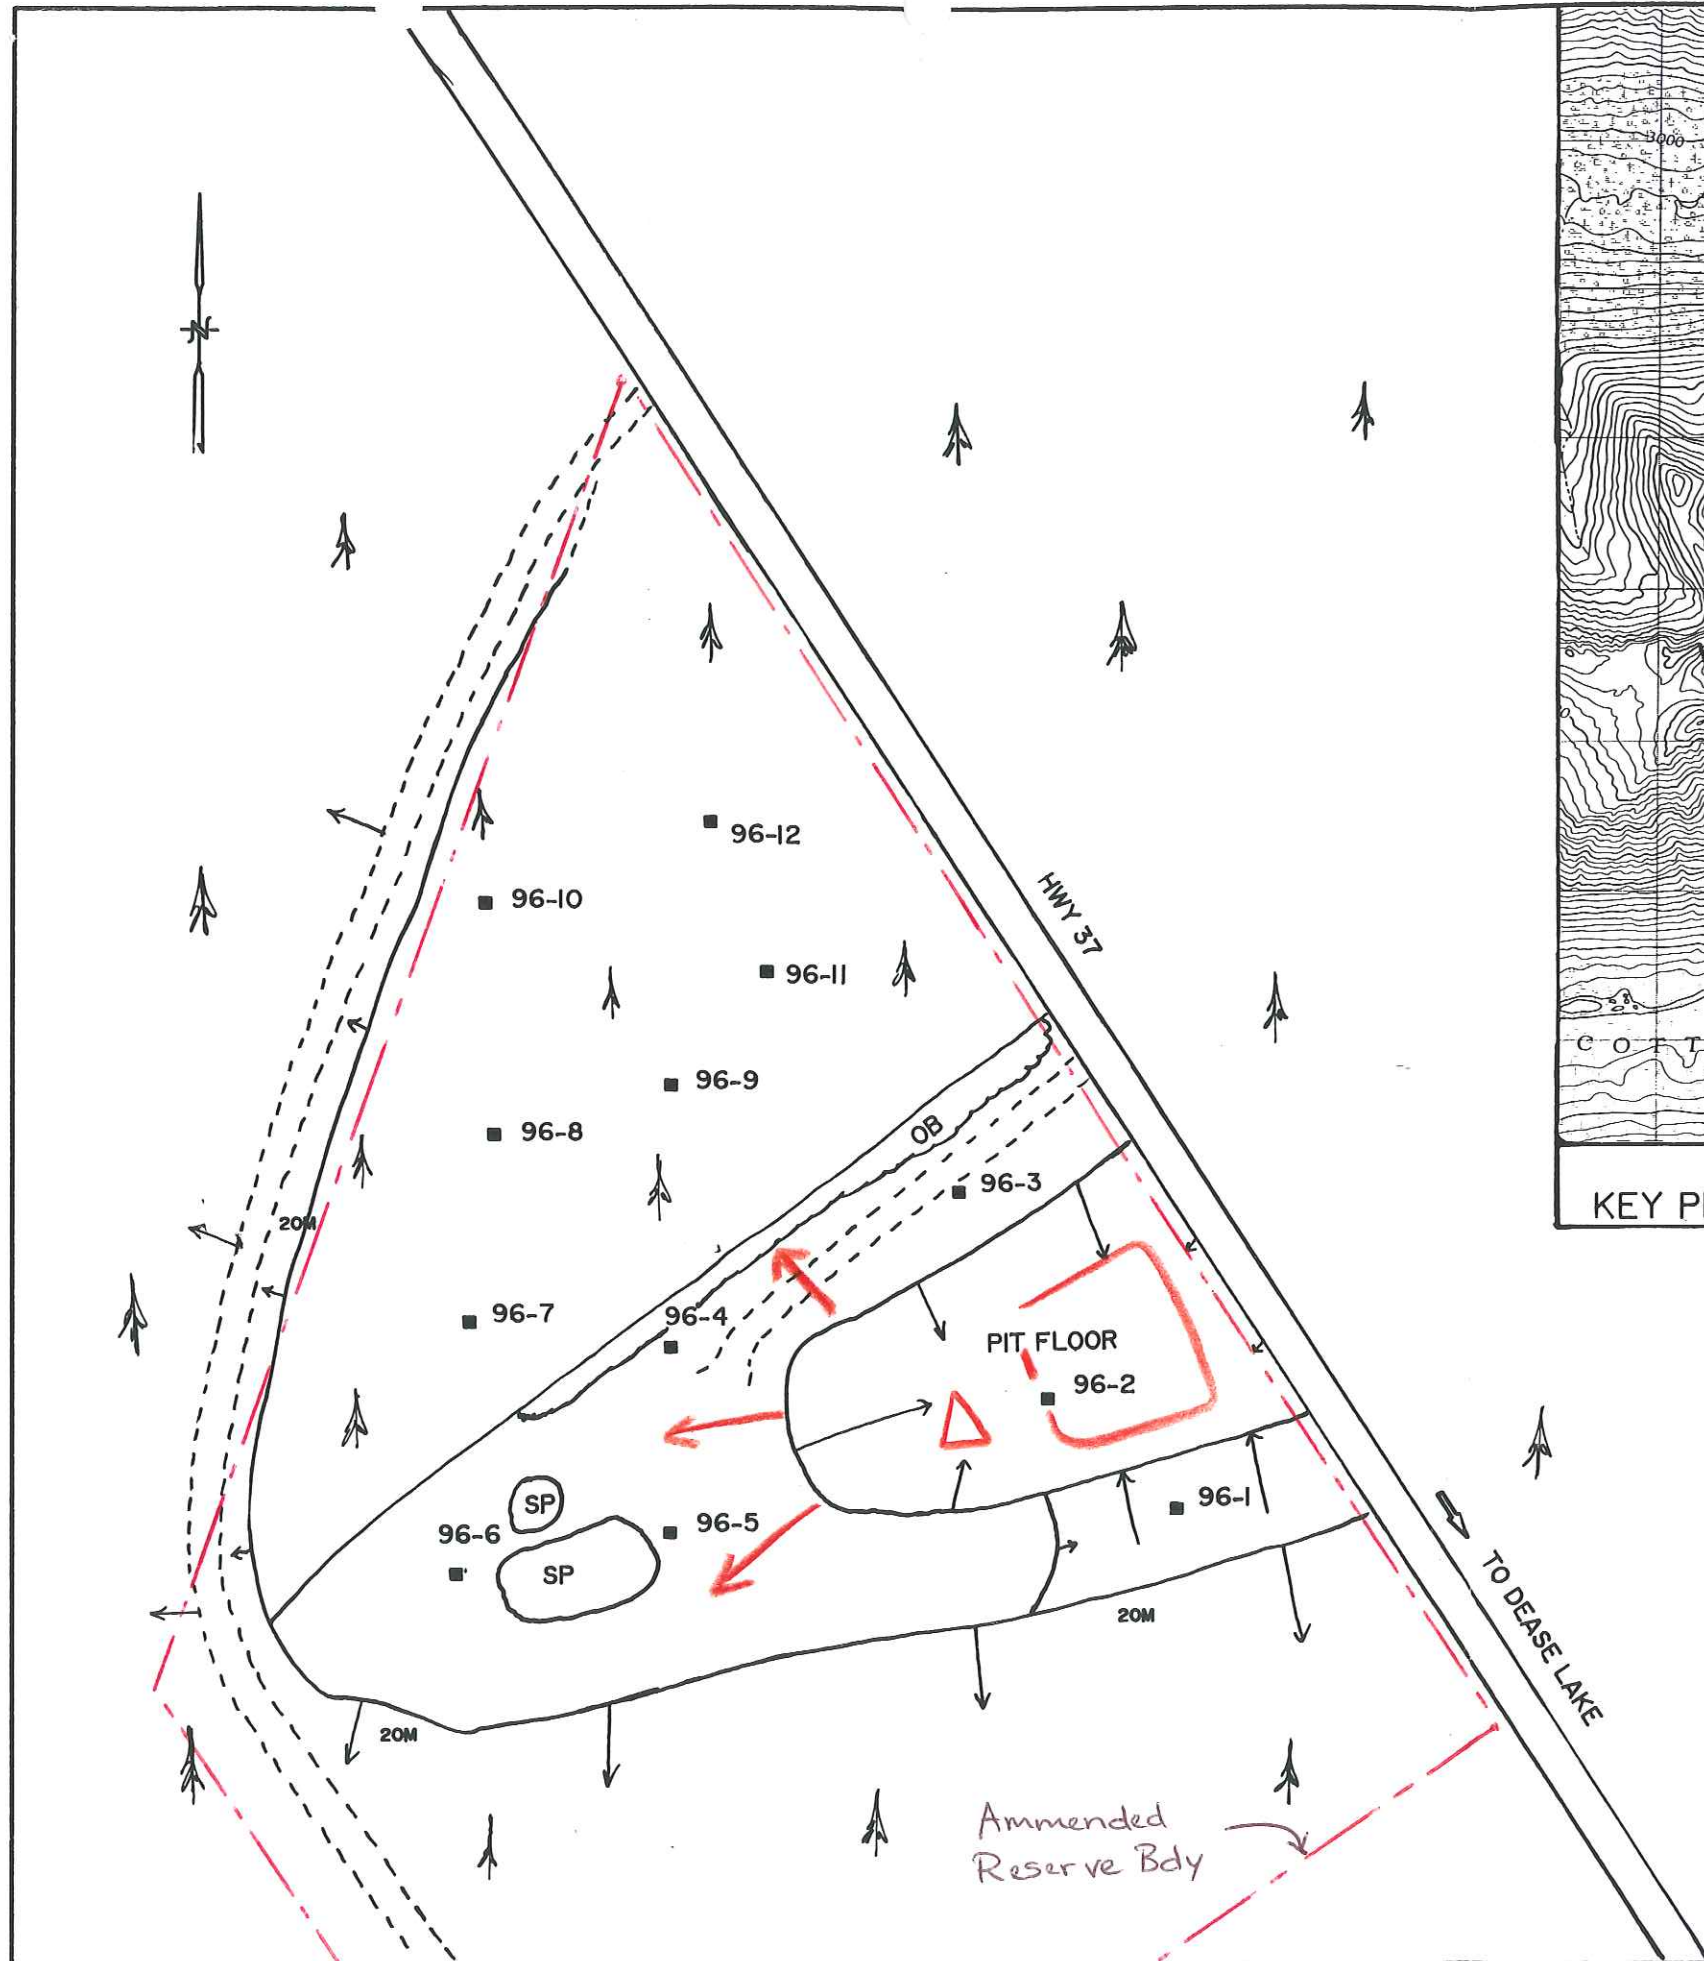 3000
N
96-12
96-10
HWY 37
96-11
C O T T
96-9
OB
96-8
96-3
KEY Pl
20M
96-7
96-4
PIT FLOOR
96-2
SP
96-1
96-6
96-5
SP
20M
TO DEASE LAKE
20M
Ammended
Reserve Bdy